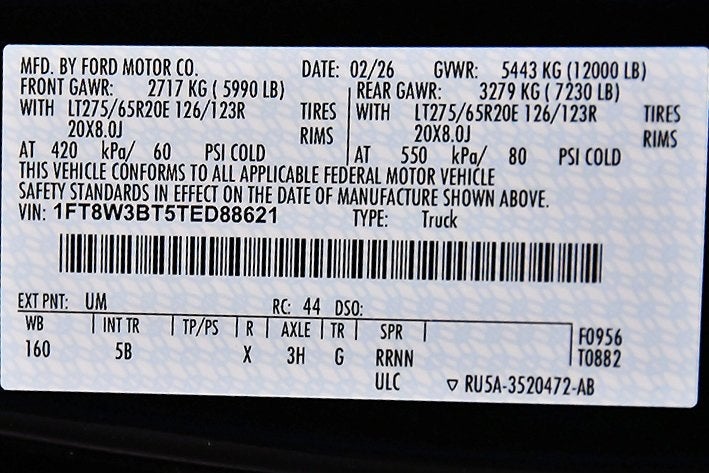 MFD. BY FORD MOTOR CO. DATE: 02/26 GVWR: 5443 KG (12000 LB)
FRONT GAWR: 2717 KG ( 5990 LB) REAR GAWR: 3279 KG ( 7230 LB)
WITH LT275/65R20E 126/123R TIRES WITH LT275/65R20E 126/123R TIRES
20X8.0J RIMS 20X8.0J RIMS
AT 420 kPa/ 60 PSI COLD AT 550 kPa/ 80 PSI COLD
THIS VEHICLE CONFORMS TO ALL APPLICABLE FEDERAL MOTOR VEHICLE
SAFETY STANDARDS IN EFFECT ON THE DATE OF MANUFACTURE SHOWN ABOVE.
VIN: 1FT8W3BT5TED88621 TYPE: Truck
EXT PNT: UM RC: 44 DSO:
WB INT TR TP/PS R AXLE TR SPR F0956
160 5B X 3H G RRNN T0882
ULC ▽ RU5A-3520472-AB